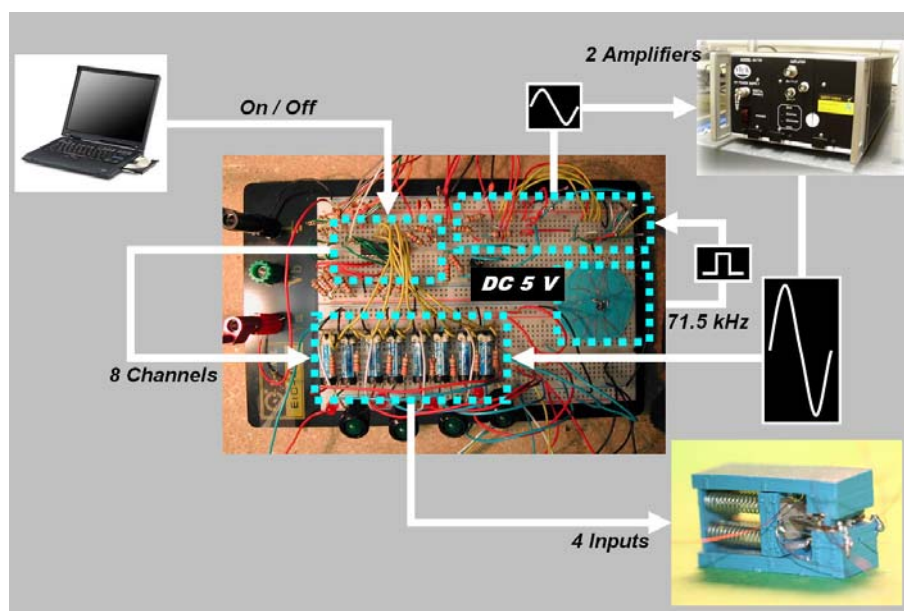 2 Amplifiers
On / Off
DC 5 V
71.5 kHz
8 Channels
4 Inputs